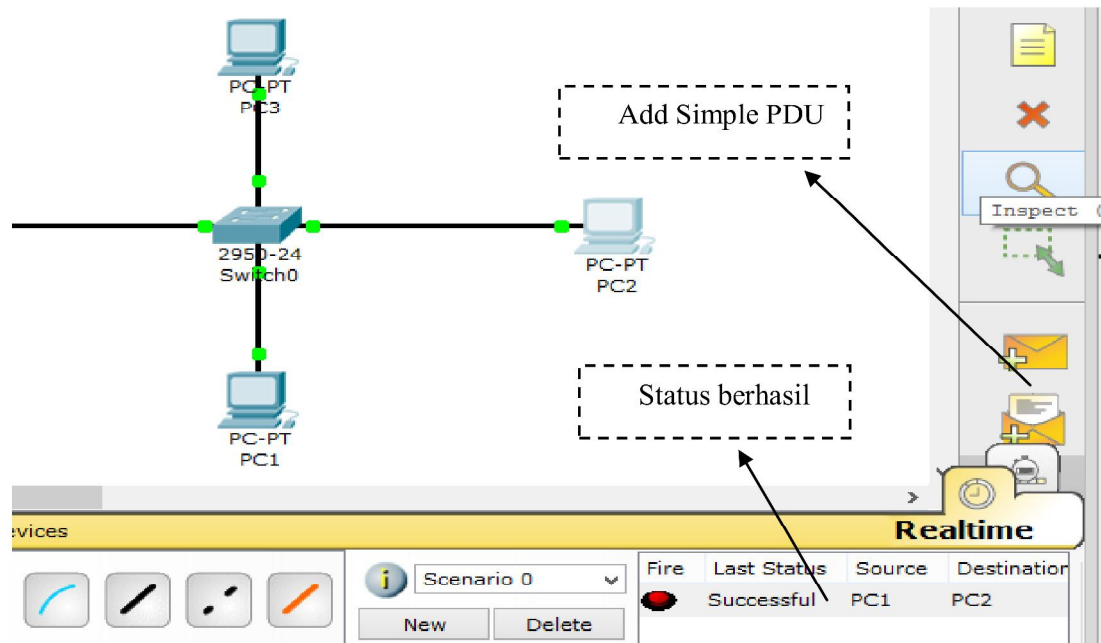 PC-PT
PC3
Add Simple PDU
Inspect (
2950-24
Switch0
PC-PT
PC2
Status berhasil
PC-PT
PC1
evices
Realtime
Scenario 0
New
Delete
Fire Last Status Source Destination
Successful PC1 PC2